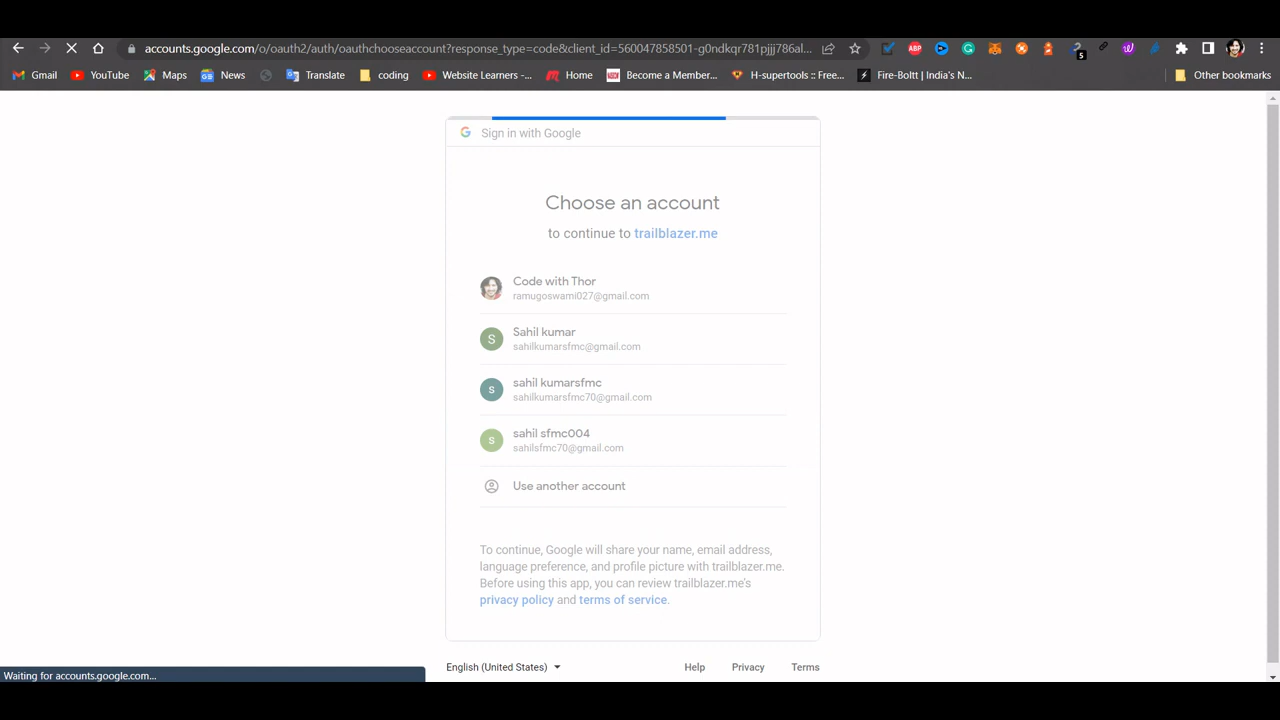 accounts.google.com/o/oauth2/auth/oauthchooseaccount?response_type=code&client_id=560047858501-g0ndkqr781pjjj786al...
ABP
5
Gmail
YouTube
Maps
News
Translate
coding
Website Learners -...
Home
Become a Member...
H-supertools :: Free...
Fire-Boltt | India's N...
Other bookmarks
Sign in with Google
Choose an account
to continue to trailblazer.me
Code with Thor
ramugoswami027@gmail.com
S
Sahil kumar
sahilkumarsfmc@gmail.com
s
sahil kumarsfmc
sahilkumarsfmc70@gmail.com
s
sahil sfmc004
sahilsfmc70@gmail.com
Use another account
To continue, Google will share your name, email address,
language preference, and profile picture with trailblazer.me.
Before using this app, you can review trailblazer.me's
privacy policy and terms of service.
English (United States)
Help
Privacy
Terms
Waiting for accounts.google.com...